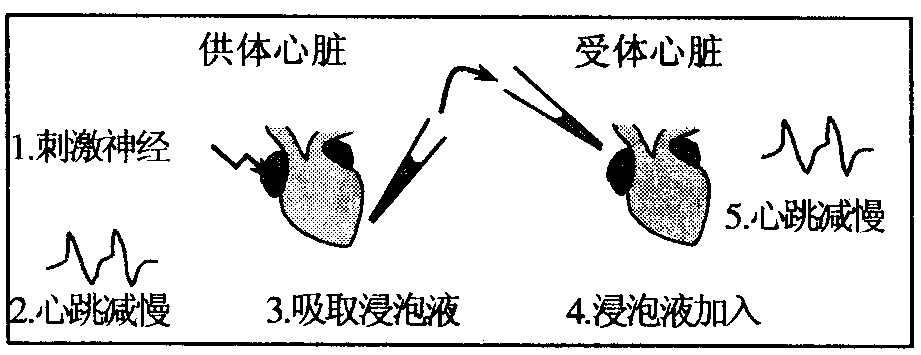 供体心脏
受体心脏
1.刺激神经
5.心跳减慢
2.心跳减慢
3.吸取浸泡液
4.浸泡液加入